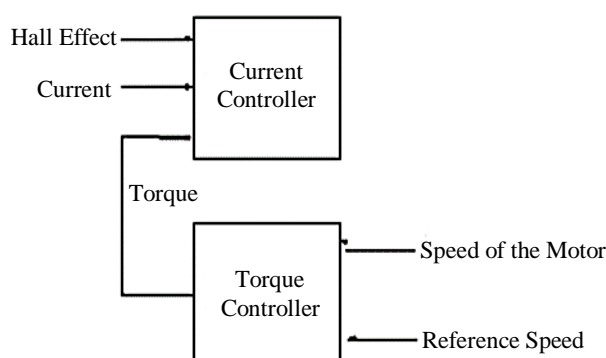 Hall Effect
Current
Current
Controller
Torque
Speed of the Motor
Torque
Controller
Reference Speed